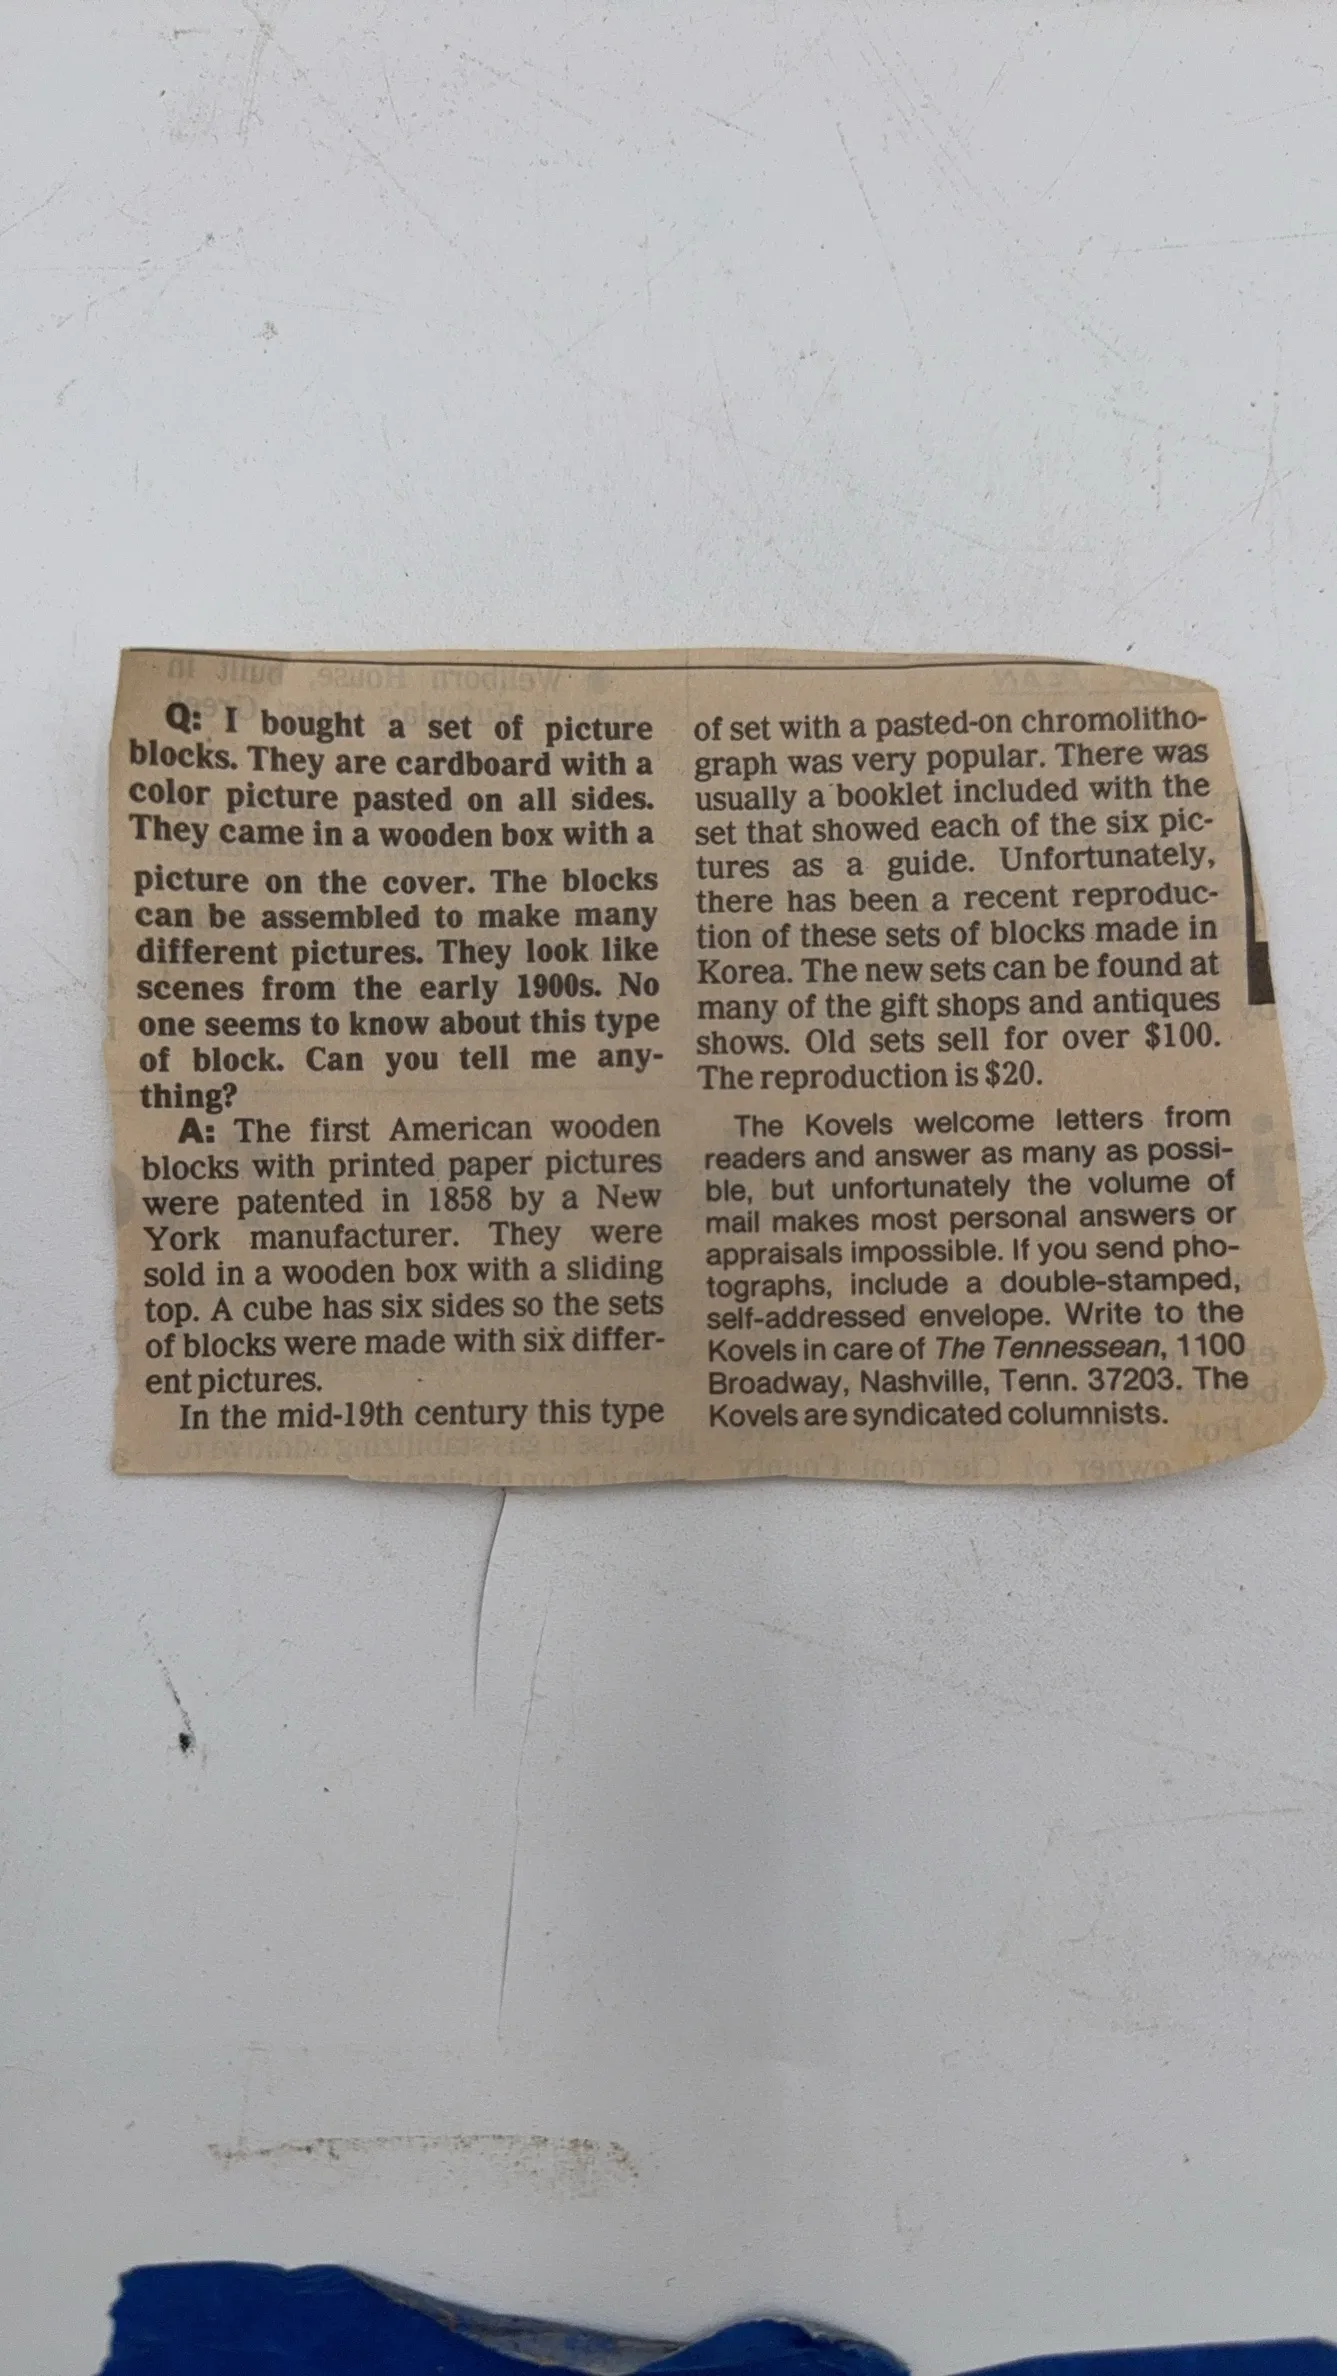 Q: I bought a set of picture
blocks. They are cardboard with a
color picture pasted on all sides.
They came in a wooden box with a
picture on the cover. The blocks
can be assembled to make many
different pictures. They look like
scenes from the early 1900s. No
one seems to know about this type
of block. Can you tell me any-
thing?
A: The first American wooden
blocks with printed paper pictures
were patented in 1858 by a New
York manufacturer. They were
sold in a wooden box with a sliding
top. A cube has six sides so the sets
of blocks were made with six differ-
ent pictures.
In the mid-19th century this type
of set with a pasted-on chromolitho-
graph was very popular. There was
usually a booklet included with the
set that showed each of the six pic-
tures as a guide. Unfortunately,
there has been a recent reproduc-
tion of these sets of blocks made in
Korea. The new sets can be found at
many of the gift shops and antiques
shows. Old sets sell for over $100.
The reproduction is $20.
The Kovels welcome letters from
readers and answer as many as possi-
ble, but unfortunately the volume of
mail makes most personal answers or
appraisals impossible. If you send pho-
tographs, include a double-stamped,
self-addressed envelope. Write to the
Kovels in care of The Tennessean, 1100
Broadway, Nashville, Tenn. 37203. The
Kovels are syndicated columnists.